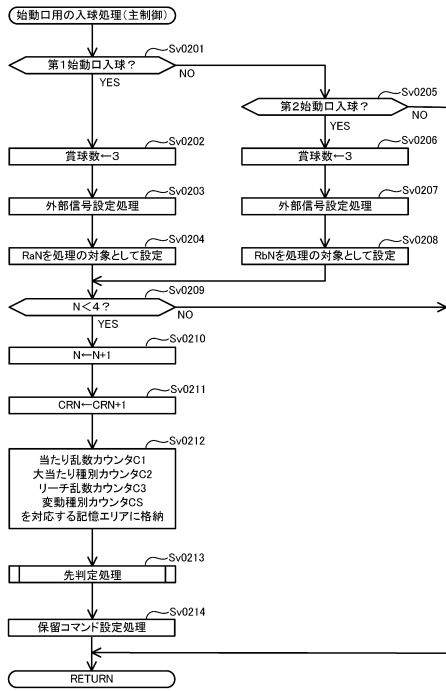 始動口用の入球処理(主制御)
Sv0201
第1始動口入球?
NO
YES
Sv0205
第2始動口入球?
NO
YES
Sv0202
賞球数←3
Sv0206
賞球数←3
Sv0203
外部信号設定処理
Sv0207
外部信号設定処理
Sv0204
RaNを処理の対象として設定
Sv0208
RbNを処理の対象として設定
Sv0209
N<4?
NO
YES
Sv0210
N←N+1
Sv0211
CRN←CRN+1
Sv0212
当たり乱数カウンタC1
大当たり種別カウンタC2
リーチ乱数カウンタC3
変動種別カウンタCS
を対応する記憶エリアに格納
Sv0213
先判定処理
Sv0214
保留コマンド設定処理
RETURN